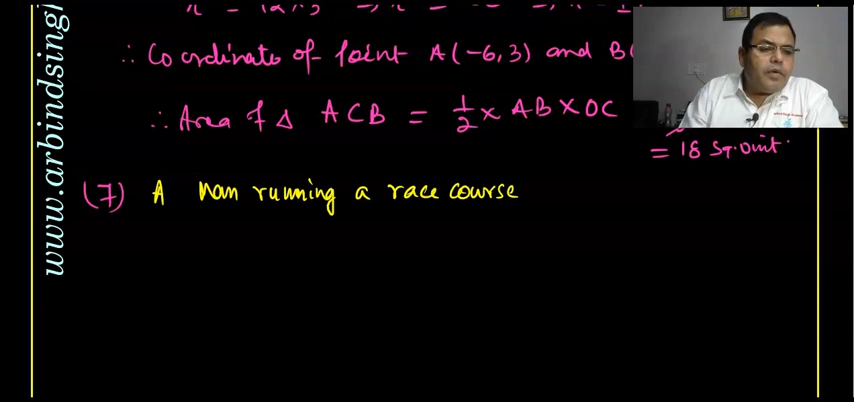 ∴ Coordinate of Point A(-6,3) and B(
∴ Area of Δ ACB = 1/2 × AB × OC
= 18 sq. unit.
(7) A man running a race course
www.arbindsingh